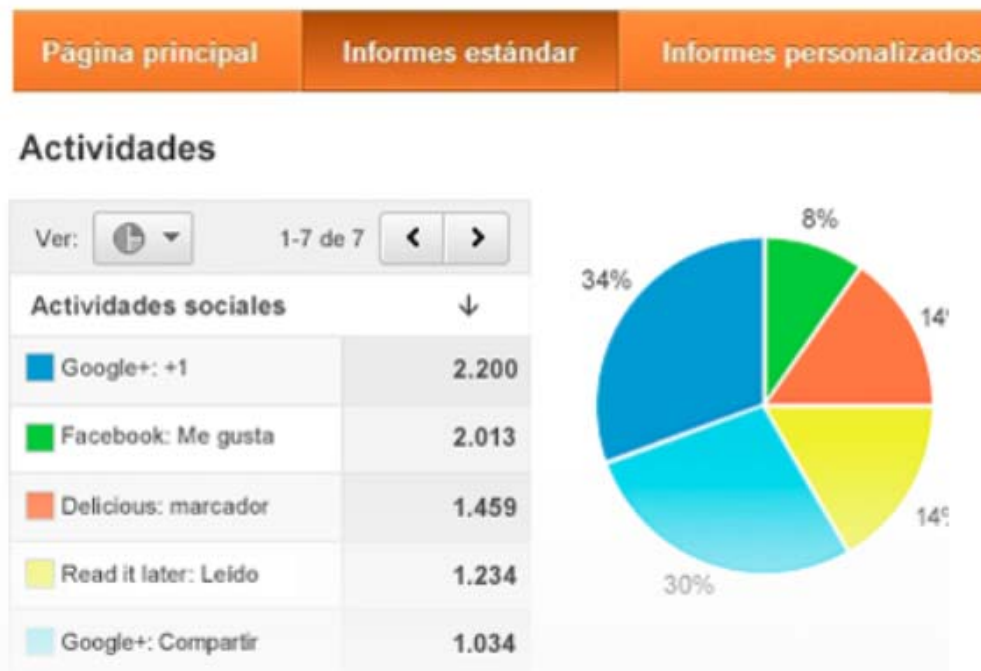 Página principal Informes estándar Informes personalizados
Actividades
Ver: 1-7 de 7
Actividades sociales
Google+: +1 2.200
Facebook: Me gusta 2.013
Delicious: marcador 1.459
Read it later: Leído 1.234
Google+: Compartir 1.034
8%
34%
14%
14%
30%